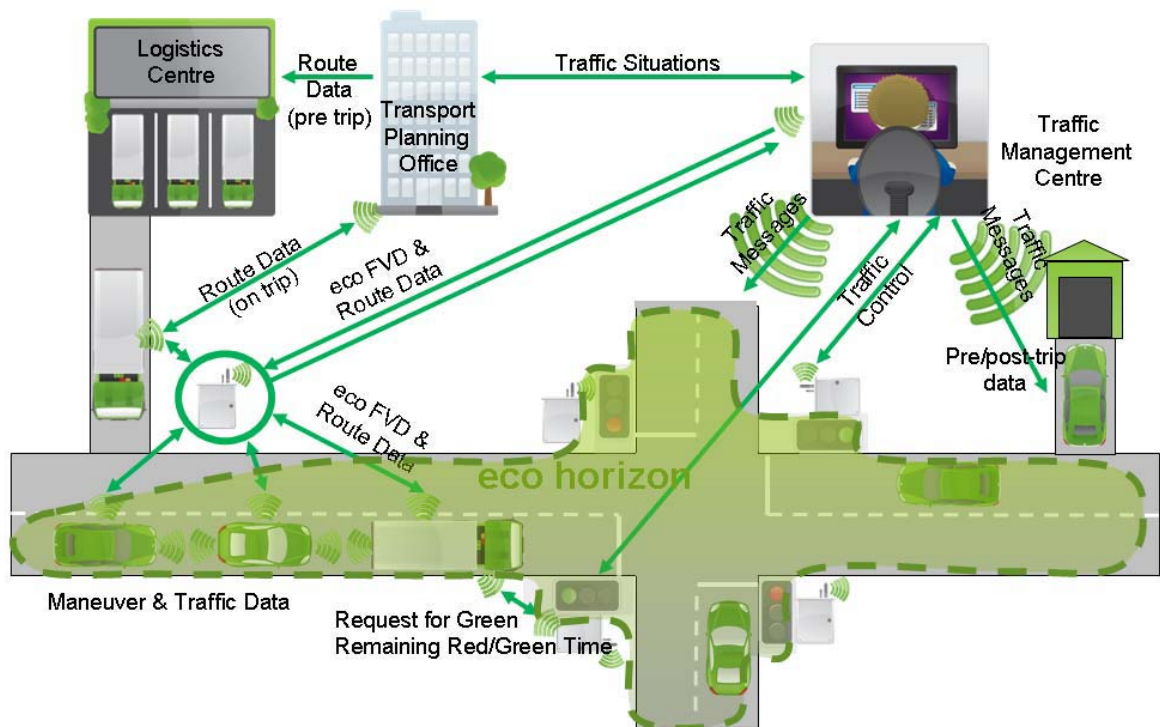 Logistics
Centre
Route
Data
(pre trip)
Transport
Planning
Office
Traffic Situations
Traffic
Management
Centre
Route Data
(on trip)
eco FVD &
Route Data
Traffic
Messages
Traffic
Control
Traffic
Messages
Pre/post-trip
data
eco FVD &
Route Data
eco horizon
Maneuver & Traffic Data
Request for Green
Remaining Red/Green Time